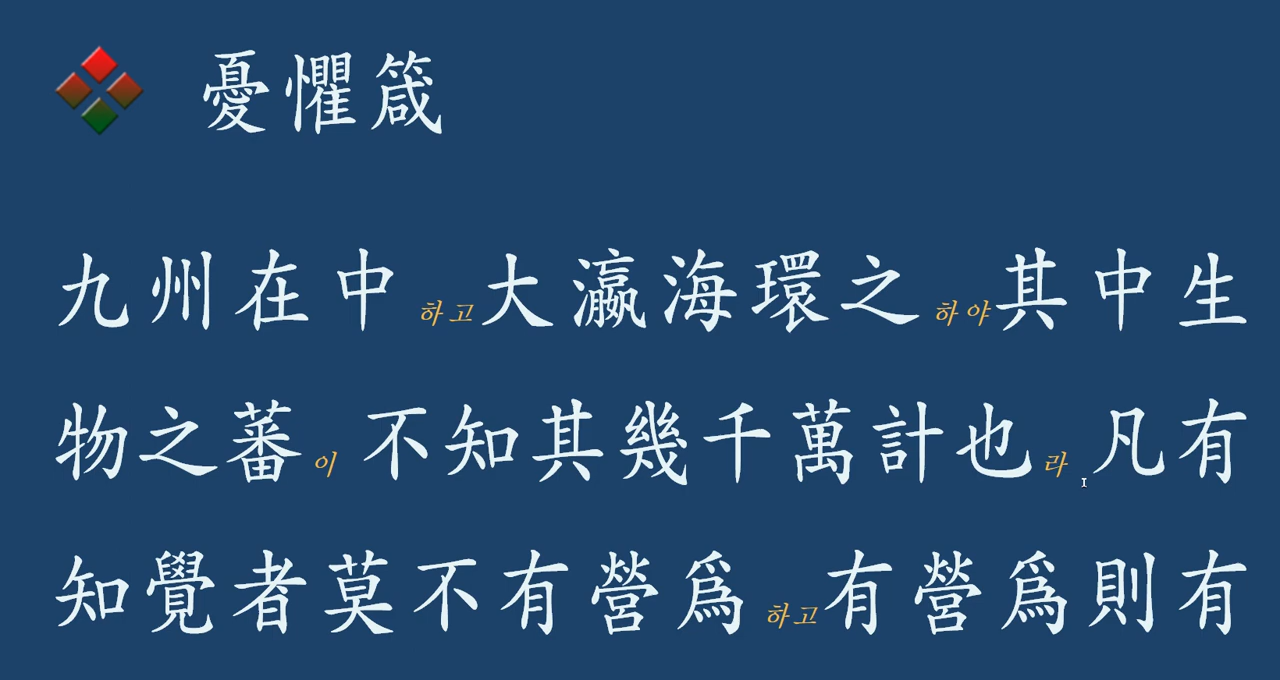 憂懼箴
九州在中 하고 大瀛海環之 하야 其中生
物之蕃 이 不知其幾千萬計也 라 凡有
知覺者莫不有營爲 하고 有營爲則有